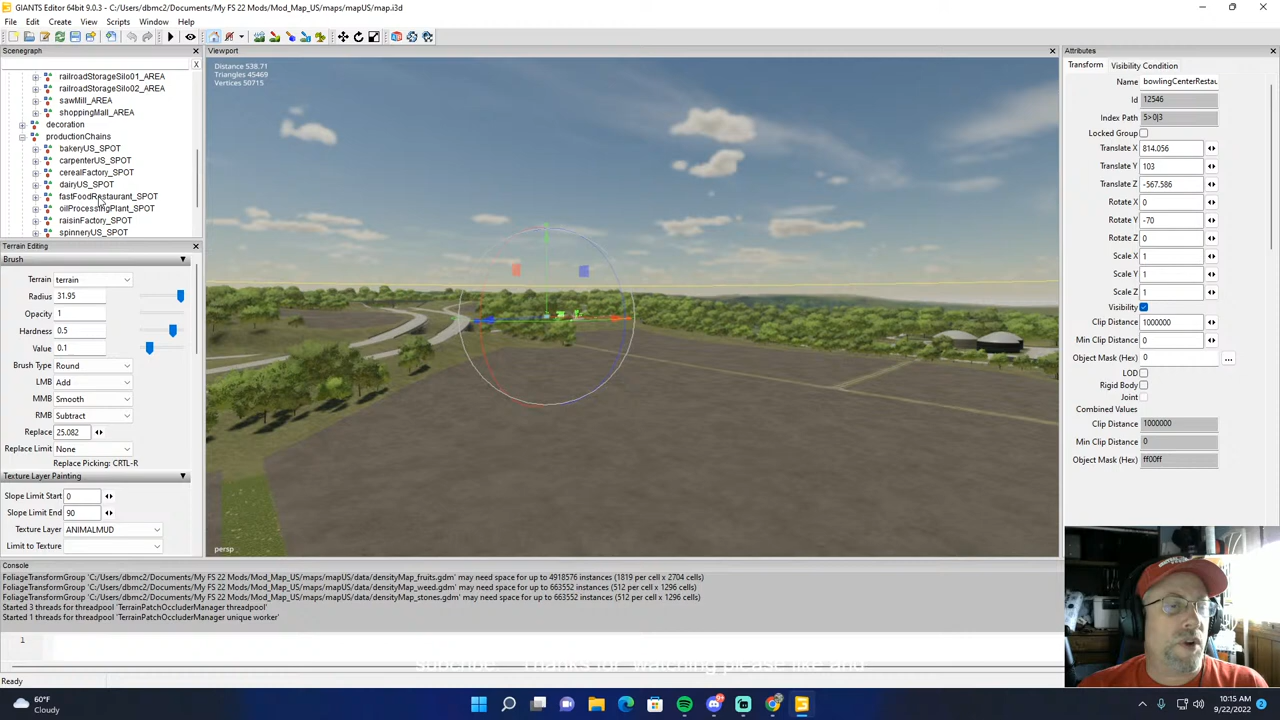 GIANTS Editor 64bit 9.0.3 - C:/Users/dbmc2/Documents/My FS 22 Mods/Mod_Map_US/maps/mapUS/map.i3d
File Edit Create View Scripts Window Help
Scenegraph
x
Viewport
Attributes
X
railroadStorageSilo01_AREA
railroadStorageSilo02_AREA
sawMill_AREA
shoppingMall_AREA
decoration
productionChains
bakeryUS_SPOT
carpenterUS_SPOT
cerealFactory_SPOT
dairyUS_SPOT
fastFoodRestaurant_SPOT
oilProcessingPlant_SPOT
raisinFactory_SPOT
spinneryUS_SPOT
Terrain Editing
Brush
Terrain terrain
Radius 31.95
Opacity 1
Hardness 0.5
Value 0.1
Brush Type Round
LMB Add
MMB Smooth
RMB Subtract
Replace 25.082
Replace Limit None
Replace Picking: CRTL-R
Texture Layer Painting
Slope Limit Start 0
Slope Limit End 90
Texture Layer ANIMALMUD
Limit to Texture
Distance 538.71
Triangles 45469
Vertices 50715
persp
Transform Visibility Condition
Name bowlingCenterRestau
Id 12546
Index Path 5>0|3
Locked Group
Translate X 814.056
Translate Y 103
Translate Z -567.586
Rotate X 0
Rotate Y -70
Rotate Z 0
Scale X 1
Scale Y 1
Scale Z 1
Visibility
Clip Distance 1000000
Min Clip Distance 0
Object Mask (Hex) 0 ...
LOD
Rigid Body
Joint
Combined Values
Clip Distance 1000000
Min Clip Distance 0
Object Mask (Hex) ff00ff
Console
FoliageTransformGroup 'C:/Users/dbmc2/Documents/My FS 22 Mods/Mod_Map_US/maps/mapUS/data/densityMap_fruits.gdm' may need space for up to 4918576 instances (1819 per cell x 2704 cells)
FoliageTransformGroup 'C:/Users/dbmc2/Documents/My FS 22 Mods/Mod_Map_US/maps/mapUS/data/densityMap_weed.gdm' may need space for up to 663552 instances (512 per cell x 1296 cells)
FoliageTransformGroup 'C:/Users/dbmc2/Documents/My FS 22 Mods/Mod_Map_US/maps/mapUS/data/densityMap_stones.gdm' may need space for up to 663552 instances (512 per cell x 1296 cells)
Started 3 threads for threadpool 'TerrainPatchOccluderManager threadpool'
Started 1 threads for threadpool 'TerrainPatchOccluderManager unique worker'
1
subcribe Thanks for watching please like and
Ready
60°F
Cloudy
10:15 AM
9/22/2022